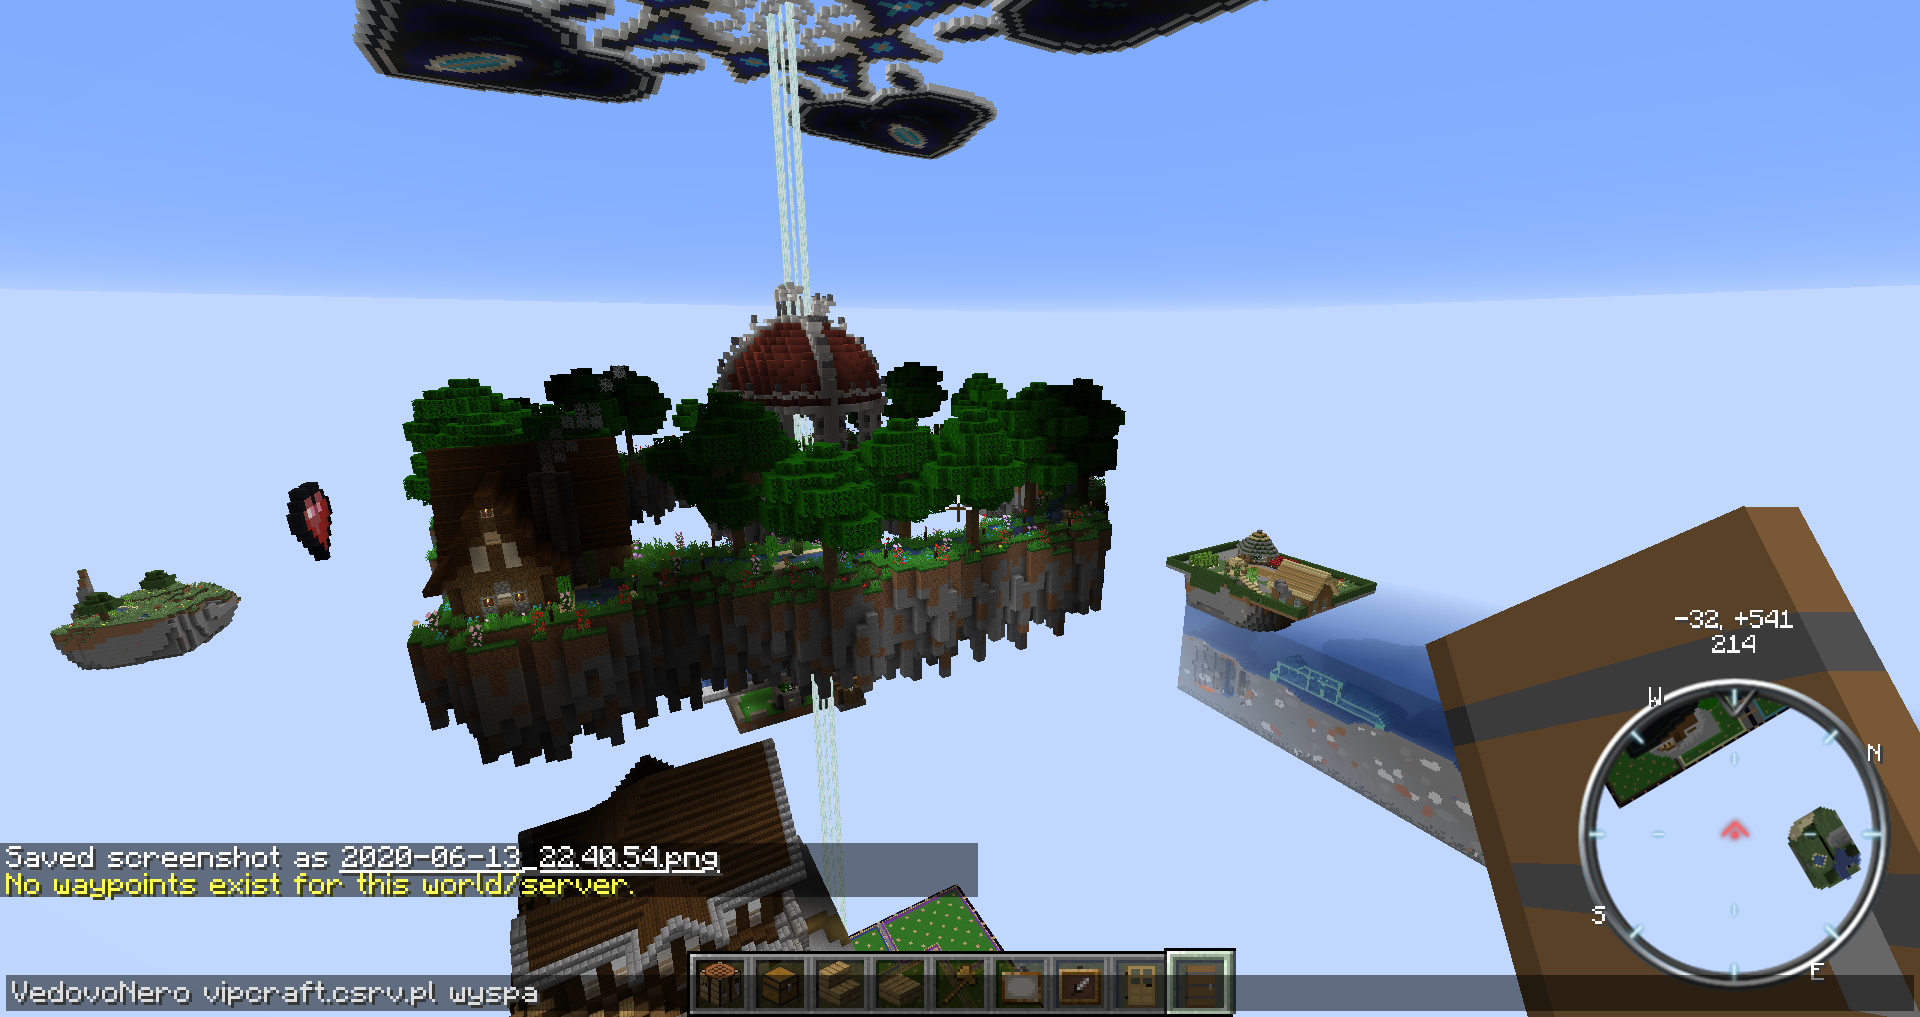 -32, +541
214
W
N
S
E
Saved screenshot as 2020-06-13_22.40.54.png
No waypoints exist for this world/server.
VedovoNero vipcraft.csrv.pl wyspa